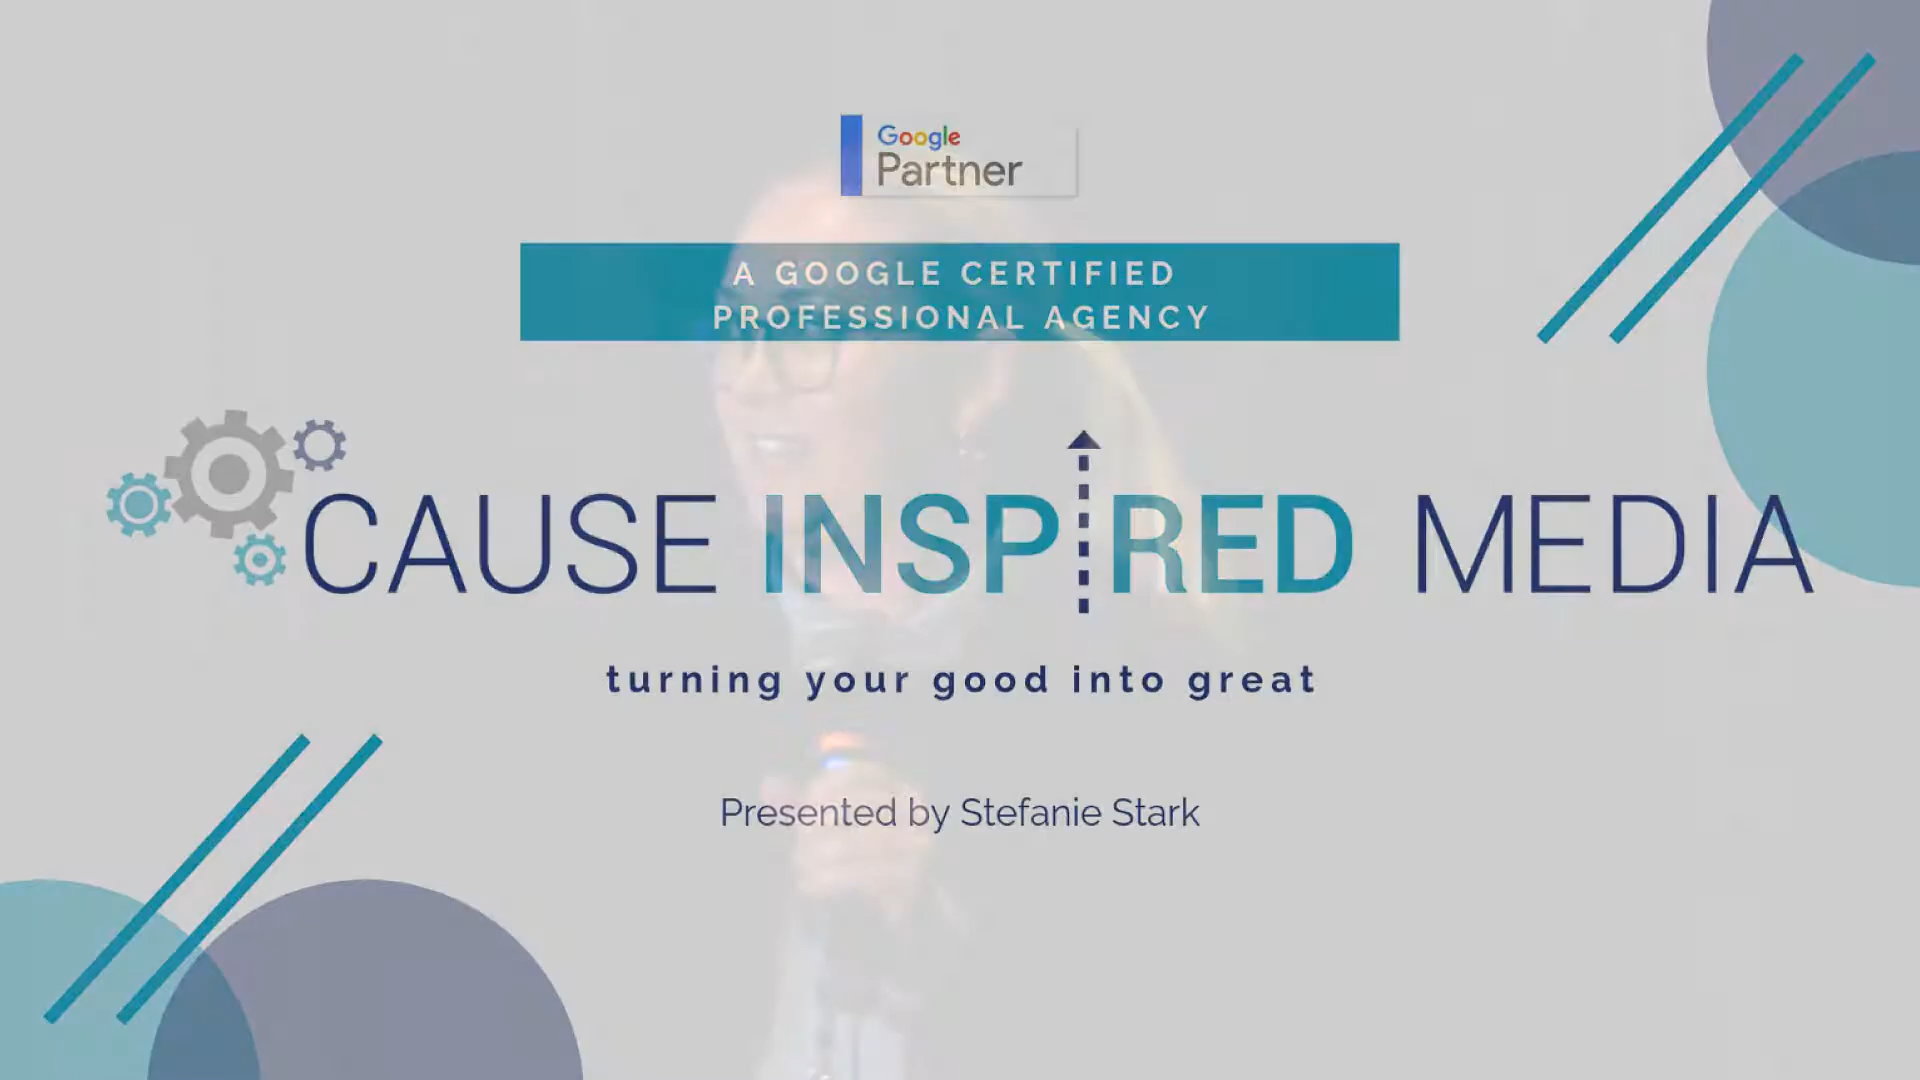 Google
Partner
A GOOGLE CERTIFIED
PROFESSIONAL AGENCY
CAUSE INSPIRED MEDIA
turning your good into great
Presented by Stefanie Stark